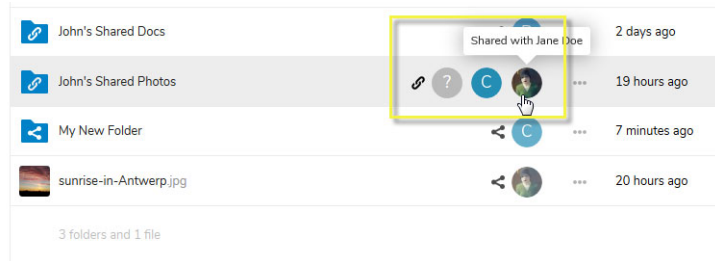 John's Shared Docs
2 days ago
Shared with Jane Doe
John's Shared Photos
? C
19 hours ago
My New Folder
C
7 minutes ago
sunrise-in-Antwerp.jpg
20 hours ago
3 folders and 1 file